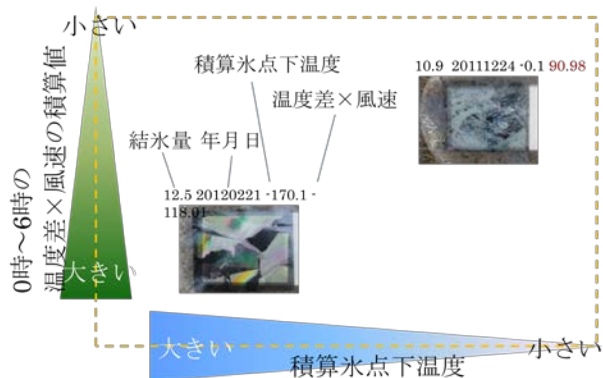 小さい
積算氷点下温度
10.9 20111224 -0.1 90.98
温度差×風速
結氷量 年月日
12.5 20120221 -170.1 -
118.01
0時～6時の
温度差×風速の積算値
大きい
大きい
積算氷点下温度
小さい